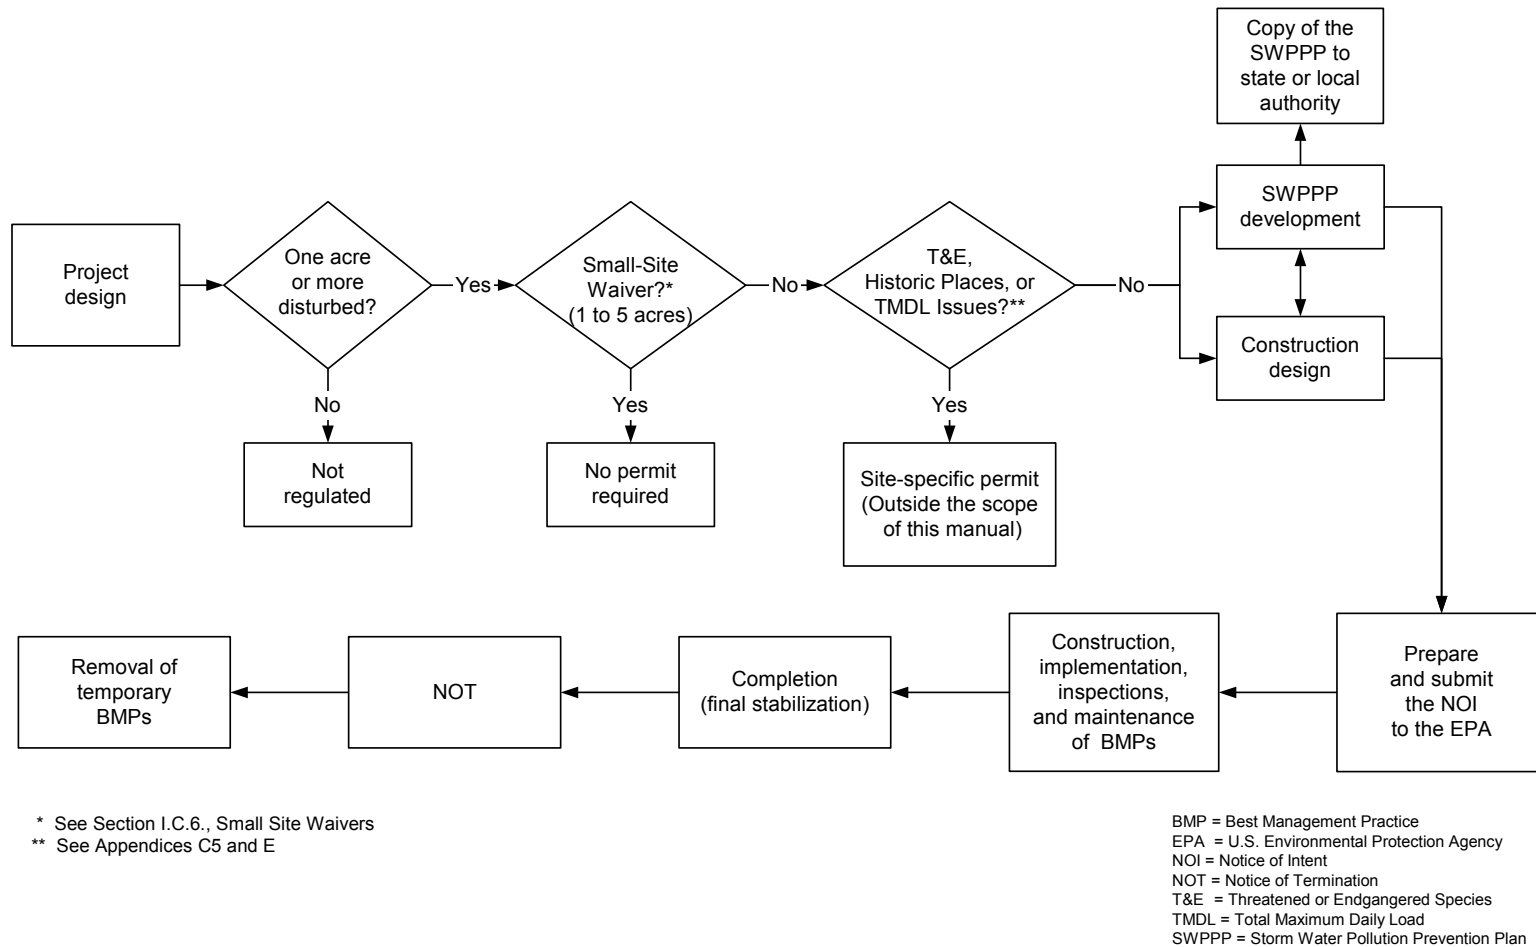 Copy of the
SWPPP to
state or local
authority
Project
design
One acre
or more
disturbed?
Yes
Small-Site
Waiver?*
(1 to 5 acres)
No
T&E,
Historic Places, or
TMDL Issues?**
No
SWPPP
development
Construction
design
No
Yes
Yes
Not
regulated
No permit
required
Site-specific permit
(Outside the scope
of this manual)
Removal of
temporary
BMPs
NOT
Completion
(final stabilization)
Construction,
implementation,
inspections,
and maintenance
of BMPs
Prepare
and submit
the NOI
to the EPA
* See Section I.C.6., Small Site Waivers
** See Appendices C5 and E
BMP = Best Management Practice
EPA = U.S. Environmental Protection Agency
NOI = Notice of Intent
NOT = Notice of Termination
T&E = Threatened or Endgangered Species
TMDL = Total Maximum Daily Load
SWPPP = Storm Water Pollution Prevention Plan